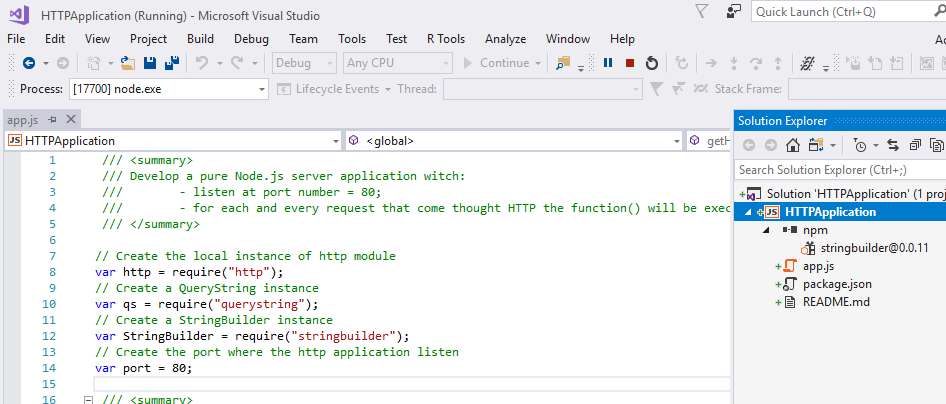 HTTPApplication (Running) - Microsoft Visual Studio
Quick Launch (Ctrl+Q)
File Edit View Project Build Debug Team Tools Test R Tools Analyze Window Help
Debug Any CPU Continue
Process: [17700] node.exe Lifecycle Events Thread: Stack Frame:
app.js
JS HTTPApplication <global> getH
1 /// <summary>
2 /// Develop a pure Node.js server application witch:
3 /// - listen at port number = 80;
4 /// - for each and every request that come thought HTTP the function() will be exec
5 /// </summary>
6
7 // Create the local instance of http module
8 var http = require("http");
9 // Create a QueryString instance
10 var qs = require("querystring");
11 // Create a StringBuilder instance
12 var StringBuilder = require("stringbuilder");
13 // Create the port where the http application listen
14 var port = 80;
15
16 /// <summary>
Solution Explorer
Search Solution Explorer (Ctrl+;)
Solution 'HTTPApplication' (1 proj
JS HTTPApplication
npm
stringbuilder@0.0.11
app.js
package.json
README.md